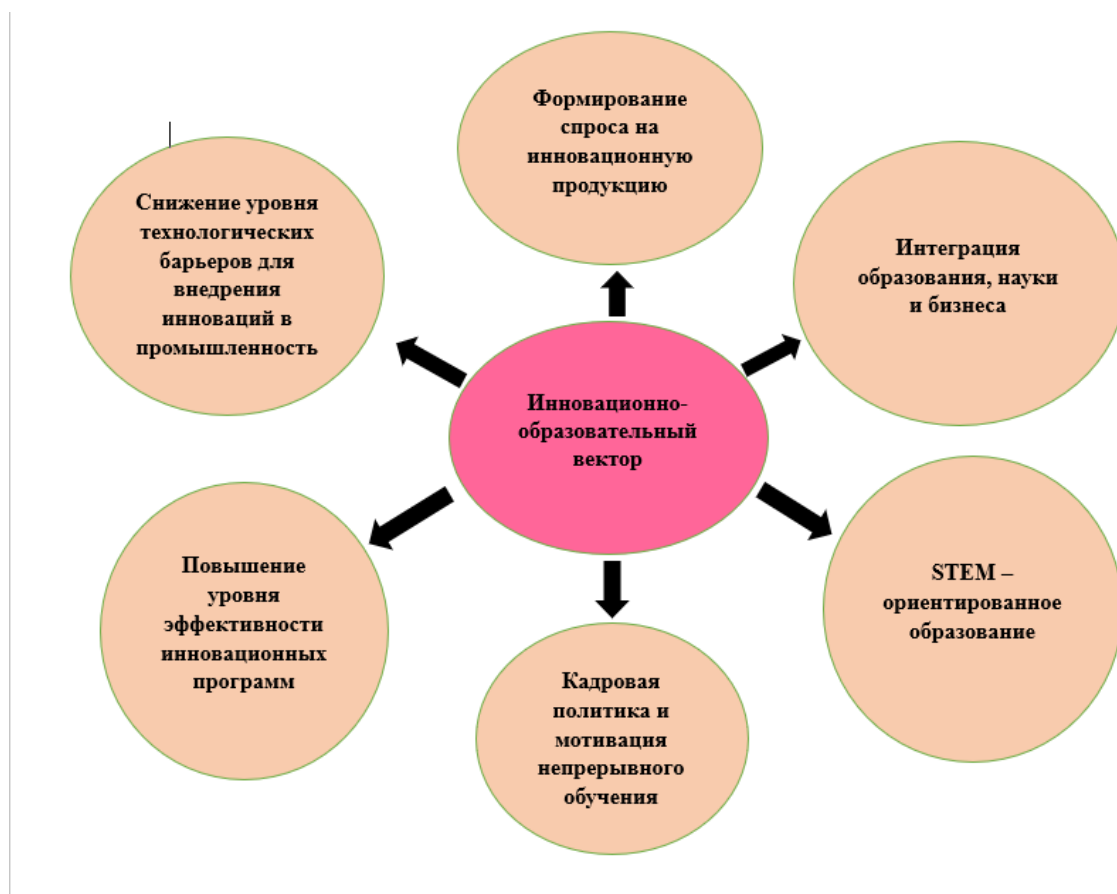 Формирование
спроса на
инновационную
продукцию
Снижение уровня
технологических
барьеров для
внедрения
инноваций в
промышленность
Интеграция
образования, науки
и бизнеса
Инновационно-
образовательный
вектор
Повышение
уровня
эффективности
инновационных
программ
STEM –
ориентированное
образование
Кадровая
политика и
мотивация
непрерывного
обучения